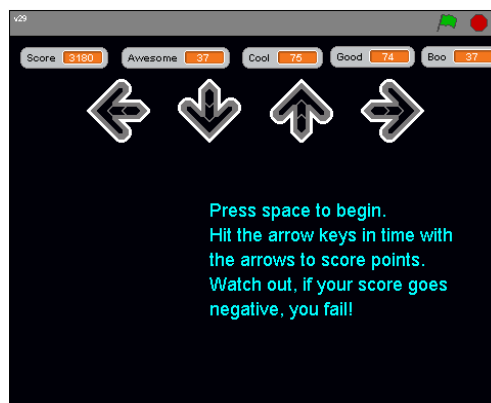 v29
Score 3180 Awesome 37 Cool 75 Good 74 Boo 37
Press space to begin.
Hit the arrow keys in time with
the arrows to score points.
Watch out, if your score goes
negative, you fail!